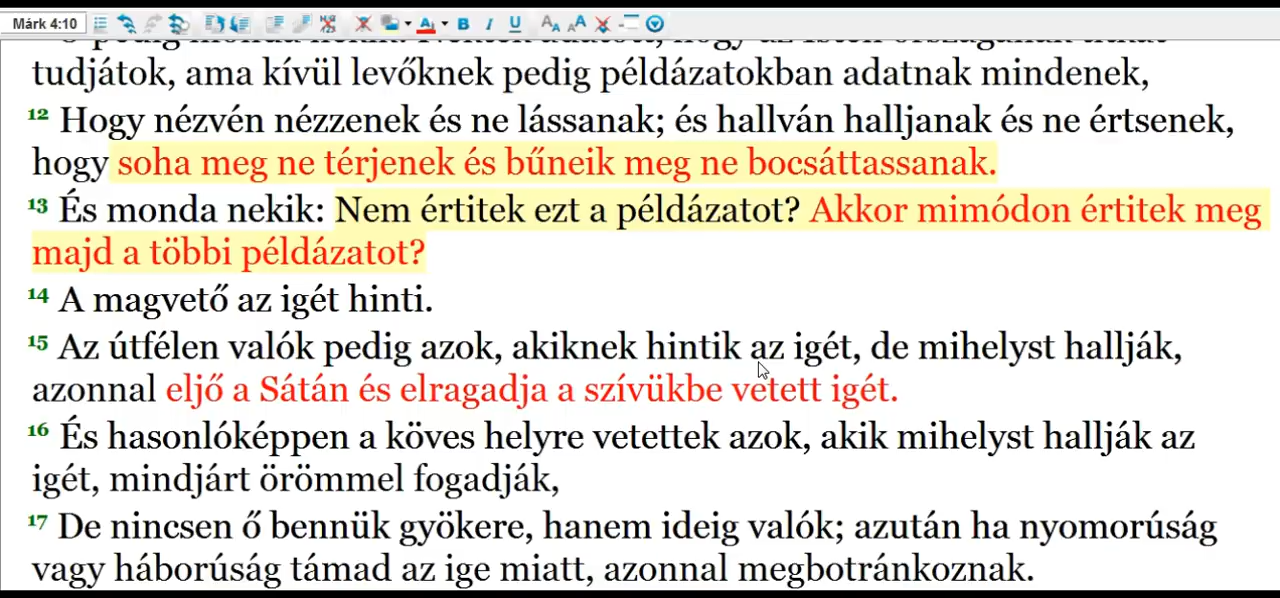 Márk 4:10
tudjátok, ama kívül levőknek pedig példázatokban adatnak mindenek,
12 Hogy nézvén nézzenek és ne lássanak; és hallván halljanak és ne értsenek,
hogy soha meg ne térjenek és bűneik meg ne bocsáttassanak.
13 És monda nekik: Nem értitek ezt a példázatot? Akkor mimódon értitek meg
majd a többi példázatot?
14 A magvető az igét hinti.
15 Az útfélen valók pedig azok, akiknek hintik az igét, de mihelyst hallják,
azonnal eljő a Sátán és elragadja a szívükbe vetett igét.
16 És hasonlóképpen a köves helyre vetettek azok, akik mihelyst hallják az
igét, mindjárt örömmel fogadják,
17 De nincsen ő bennük gyökere, hanem ideig valók; azután ha nyomorúság
vagy háborúság támad az ige miatt, azonnal megbotránkoznak.